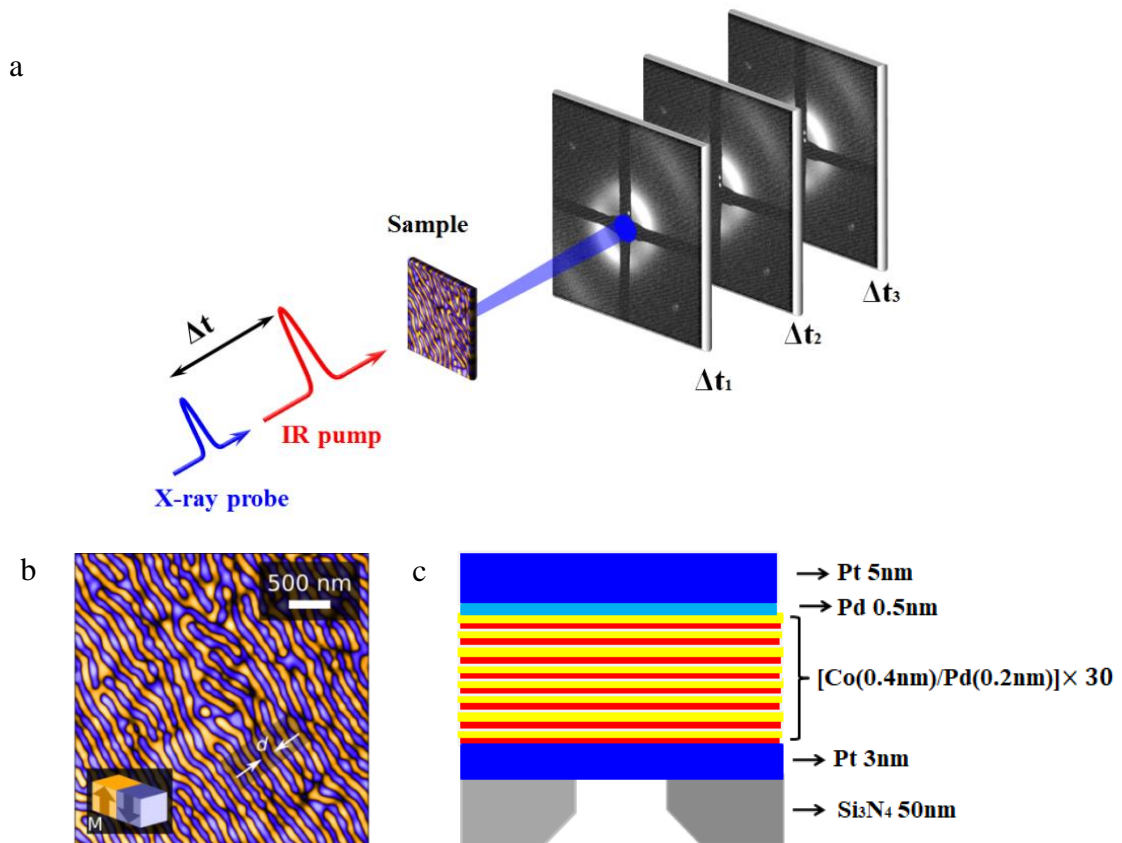 a
Sample
Δt
Δt₃
Δt₂
Δt₁
IR pump
X-ray probe
b
500 nm
d
M
c
Pt 5nm
Pd 0.5nm
[Co(0.4nm)/Pd(0.2nm)]× 30
Pt 3nm
Si₃N₄ 50nm